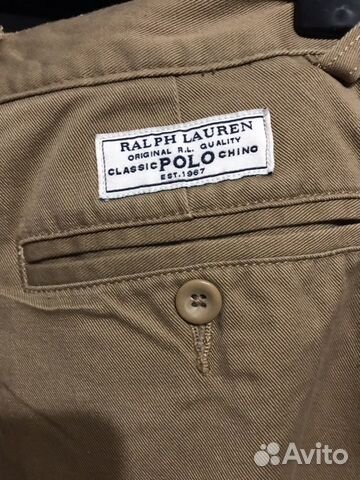 RALPH LAUREN
ORIGINAL R.L. QUALITY
CLASSIC POLO CHINO
EST. 1967
Avito